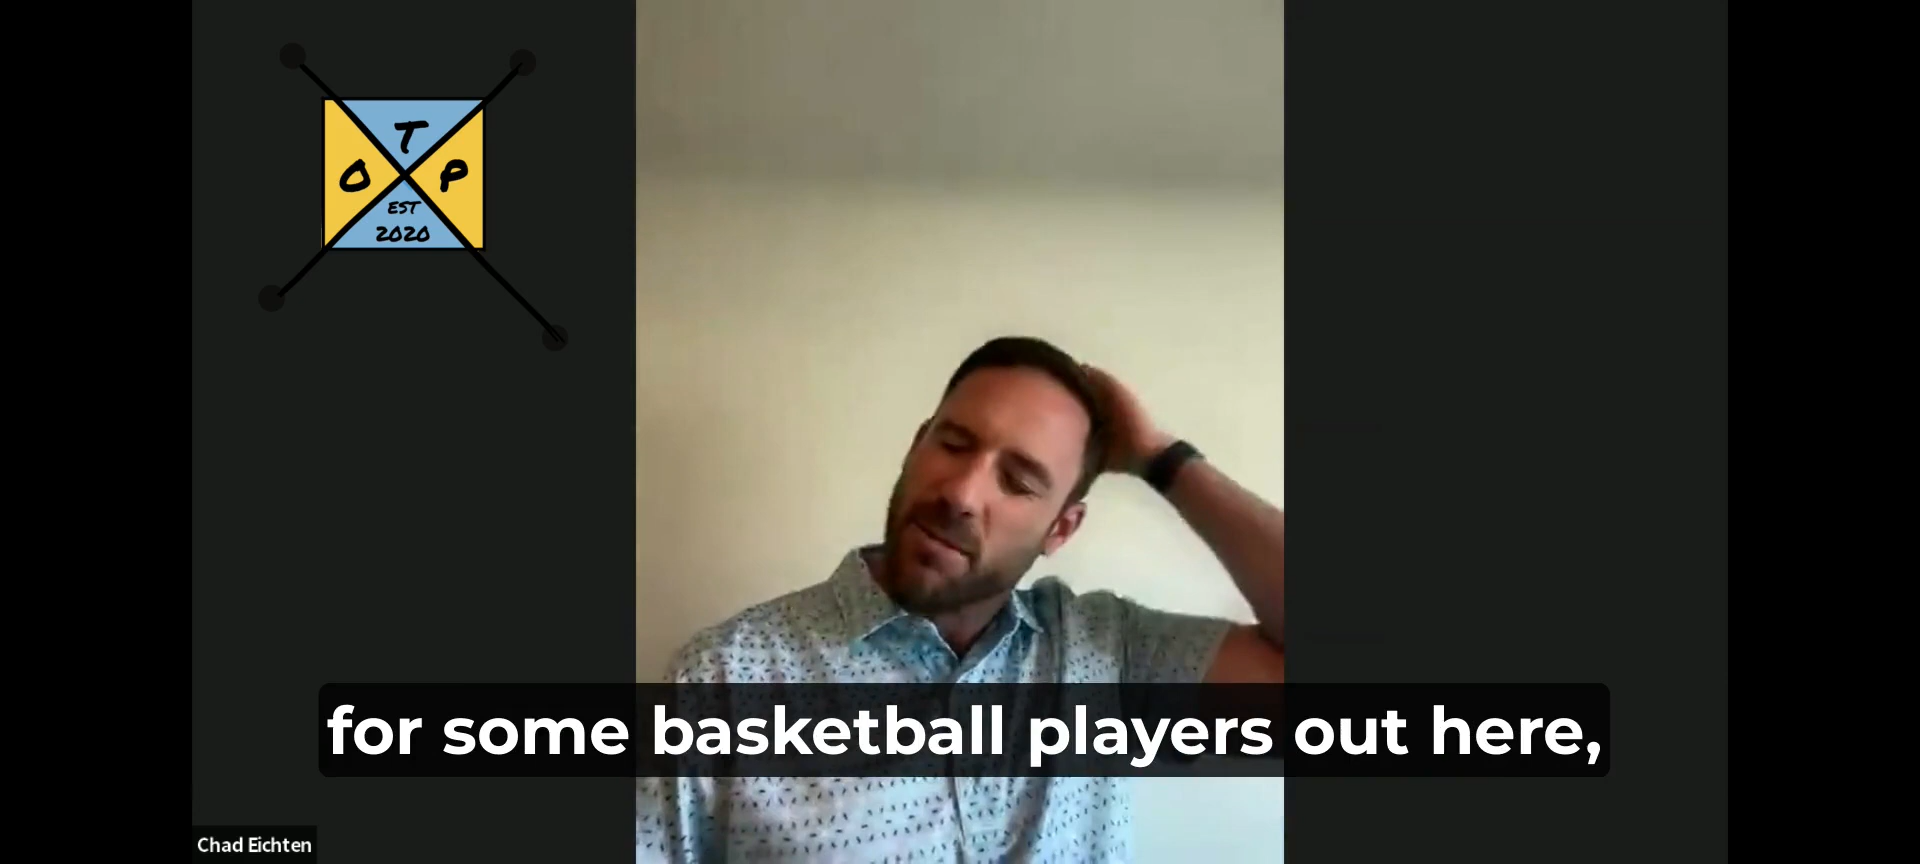 T
O P
EST
2020
for some basketball players out here,
Chad Eichten